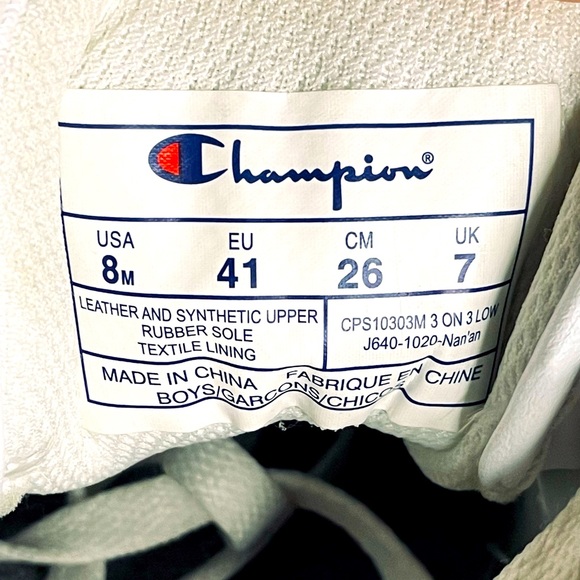 Champion®
USA EU CM UK
8M 41 26 7
LEATHER AND SYNTHETIC UPPER
RUBBER SOLE
TEXTILE LINING
CPS10303M 3 ON 3 LOW
J640-1020-Nan'an
MADE IN CHINA FABRIQUE EN CHINE
BOYS/GARÇONS/CHICOS